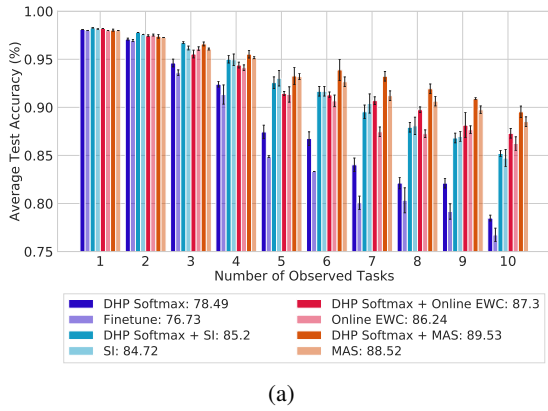 1.00
0.95
0.90
0.85
0.80
0.75
Average Test Accuracy (%)
1 2 3 4 5 6 7 8 9 10
Number of Observed Tasks
DHP Softmax: 78.49
Finetune: 76.73
DHP Softmax + SI: 85.2
SI: 84.72
DHP Softmax + Online EWC: 87.3
Online EWC: 86.24
DHP Softmax + MAS: 89.53
MAS: 88.52
(a)